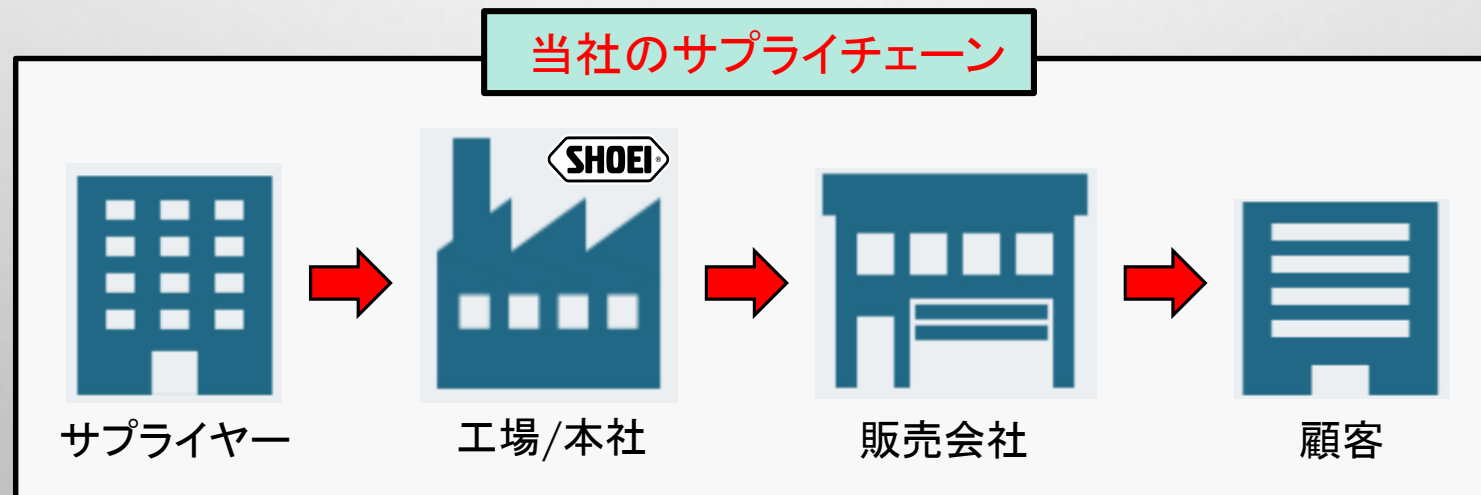 当社のサプライチェーン
SHOEI®
サプライヤー
工場/本社
販売会社
顧客